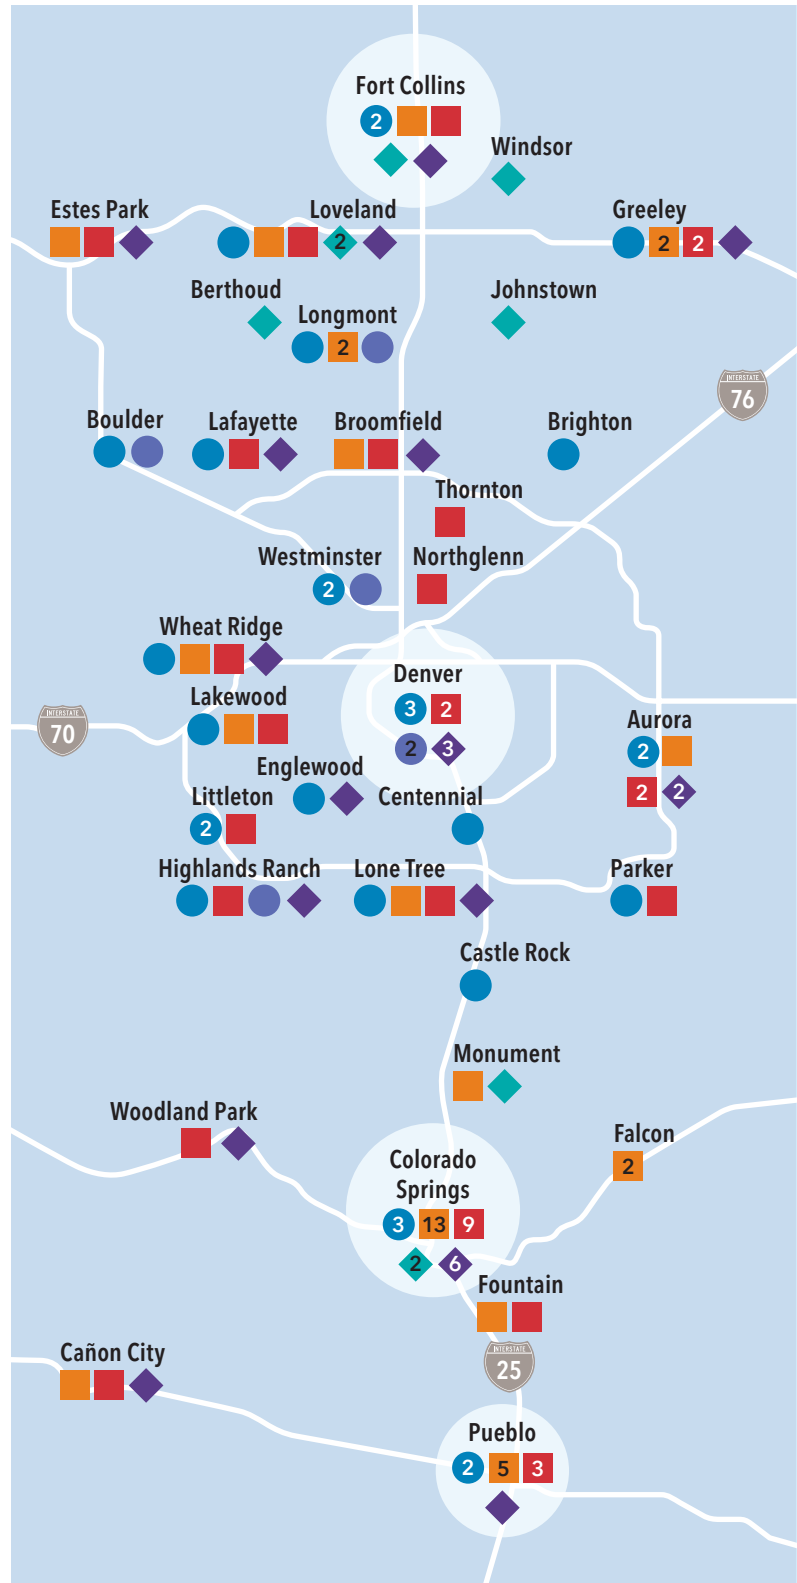 Fort Collins
2
Windsor
Estes Park
Loveland
2
Greeley
2 2
Berthoud
Longmont
2
Johnstown
INTERSTATE
76
Boulder
Lafayette
Broomfield
Brighton
Thornton
Westminster
2
Northglenn
Wheat Ridge
Denver
3 2
2 3
Lakewood
INTERSTATE
70
Aurora
2
2 2
Englewood
Littleton
2
Centennial
Highlands Ranch
Lone Tree
Parker
Castle Rock
Monument
Woodland Park
Falcon
2
Colorado
Springs
3 13 9
2 6
Fountain
Cañon City
INTERSTATE
25
Pueblo
2 5 3